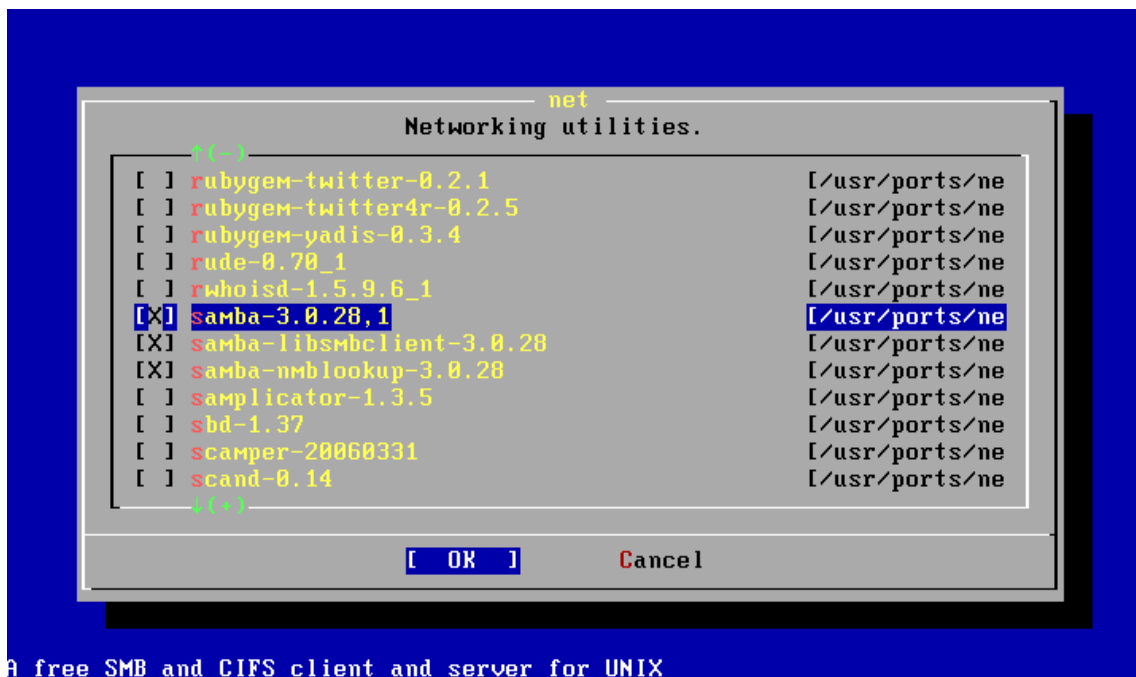 net
Networking utilities.
↑(-)
[ ] rubygem-twitter-0.2.1 [/usr/ports/ne
[ ] rubygem-twitter4r-0.2.5 [/usr/ports/ne
[ ] rubygem-yadis-0.3.4 [/usr/ports/ne
[ ] rude-0.70_1 [/usr/ports/ne
[ ] rwhoisd-1.5.9.6_1 [/usr/ports/ne
[X] samba-3.0.28,1 [/usr/ports/ne
[X] samba-libsmbclient-3.0.28 [/usr/ports/ne
[X] samba-nmblookup-3.0.28 [/usr/ports/ne
[ ] samplicator-1.3.5 [/usr/ports/ne
[ ] sbd-1.37 [/usr/ports/ne
[ ] scamper-20060331 [/usr/ports/ne
[ ] scand-0.14 [/usr/ports/ne
↓(+)
[ OK ] Cancel
A free SMB and CIFS client and server for UNIX